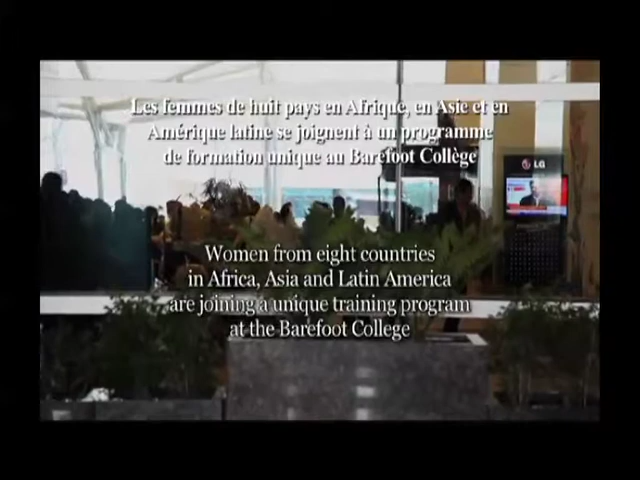 Les femmes de huit pays en Afrique, en Asie et en
Amérique latine se joignent à un programme
de formation unique au Barefoot Collège
LG
Women from eight countries
in Africa, Asia and Latin America
are joining a unique training program
at the Barefoot College